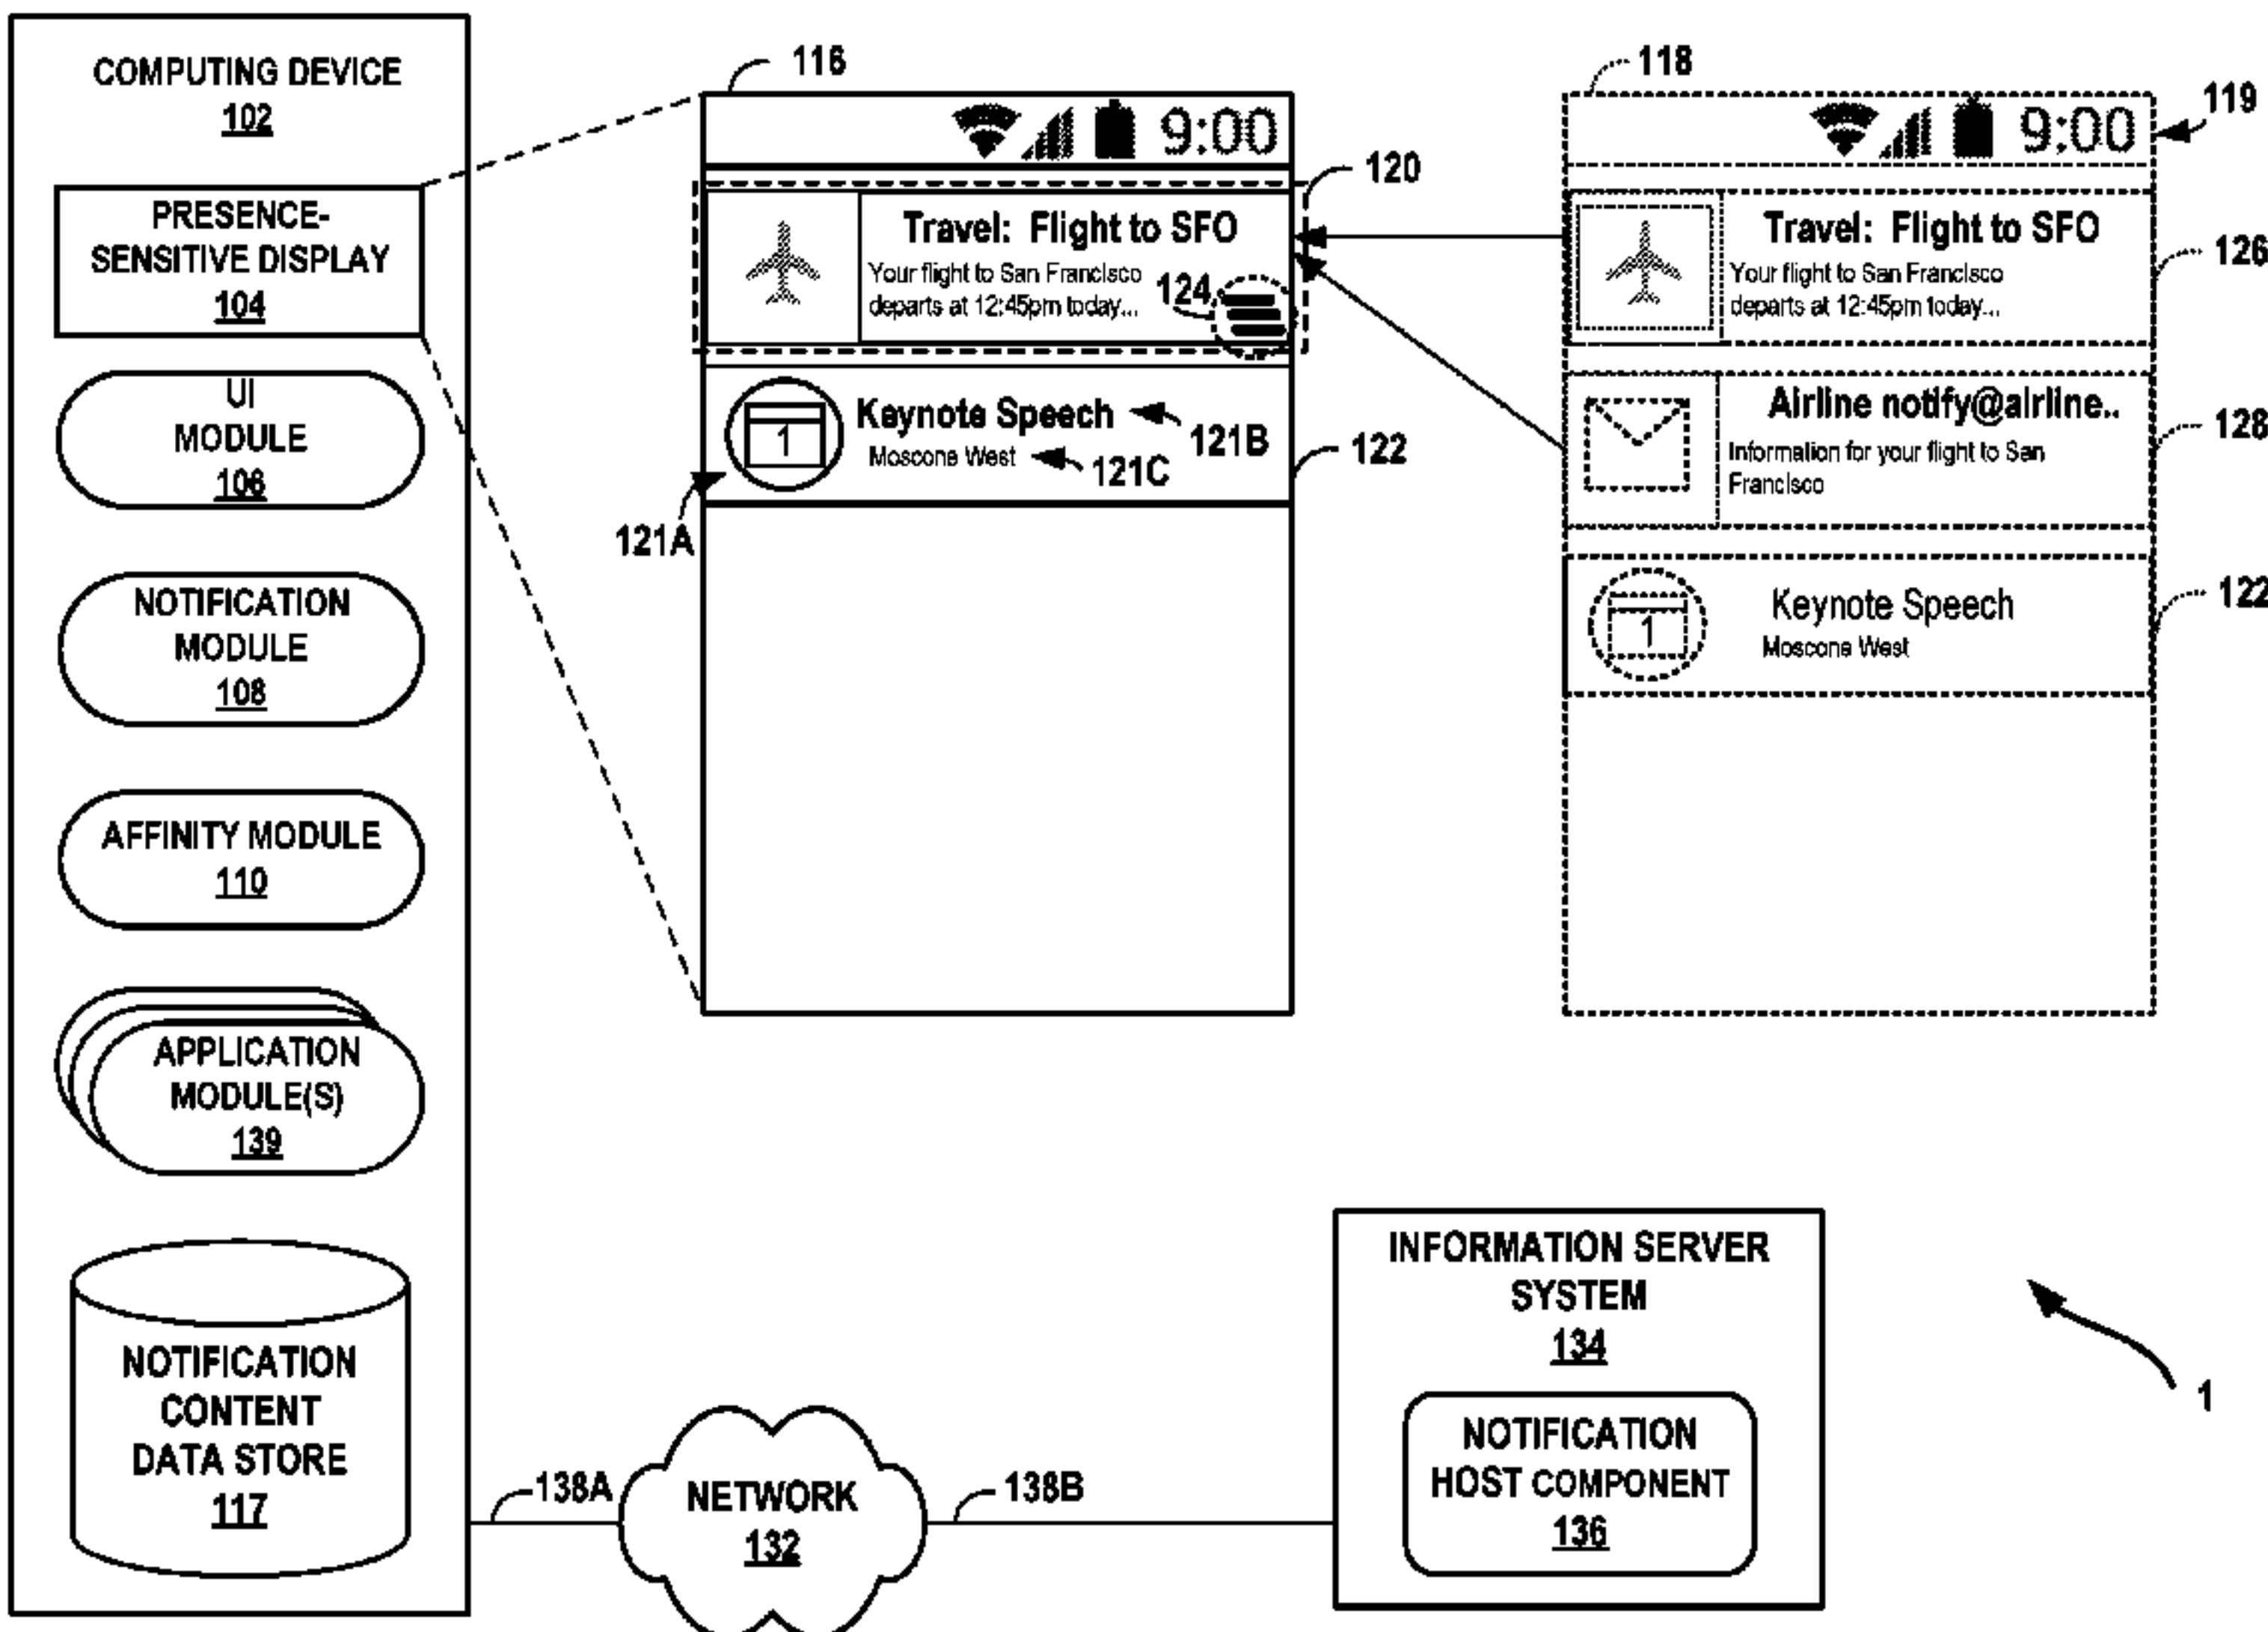 COMPUTING DEVICE
102
PRESENCE-
SENSITIVE DISPLAY
104
UI
MODULE
106
NOTIFICATION
MODULE
108
AFFINITY MODULE
110
APPLICATION
MODULE(S)
139
NOTIFICATION
CONTENT
DATA STORE
117
116
9:00
120
Travel: Flight to SFO
Your flight to San Francisco
departs at 12:45pm today...
124
1
Keynote Speech
121B
Moscone West
121C
122
121A
118
9:00
119
Travel: Flight to SFO
Your flight to San Francisco
departs at 12:45pm today...
126
Airline notify@airline..
Information for your flight to San
Francisco
128
1
Keynote Speech
Moscone West
122
138A
NETWORK
132
138B
INFORMATION SERVER
SYSTEM
134
NOTIFICATION
HOST COMPONENT
136
1